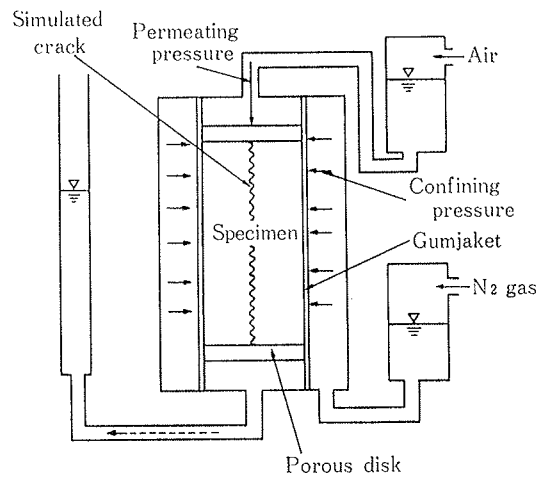 Simulated
crack
Permeating
pressure
Air
Confining
pressure
Specimen
Gumjaket
N2 gas
Porous disk